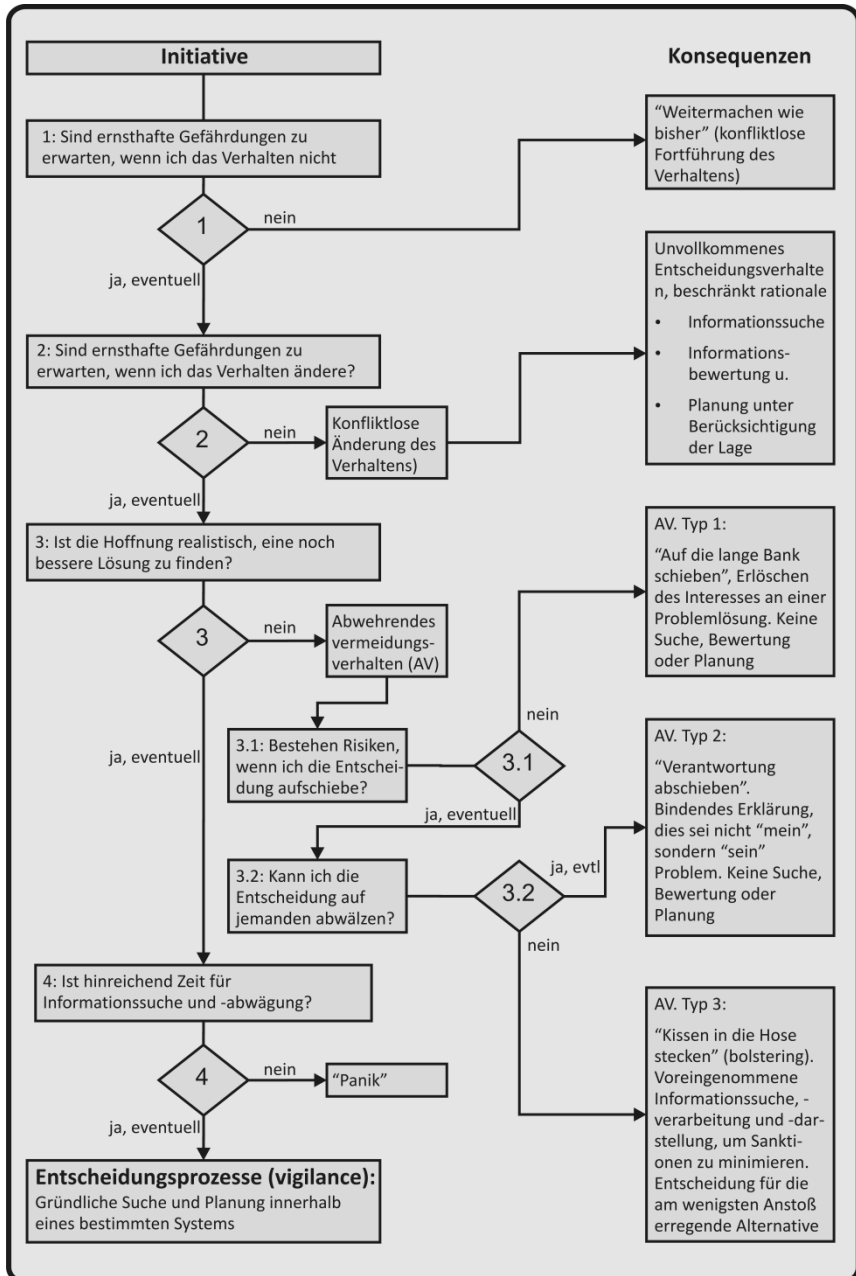 Initiative
Konsequenzen
1: Sind ernsthafte Gefährdungen zu
erwarten, wenn ich das Verhalten nicht
“Weitermachen wie
bisher” (konfliktlose
Fortführung des
Verhaltens)
1
nein
ja, eventuell
2: Sind ernsthafte Gefährdungen zu
erwarten, wenn ich das Verhalten ändere?
Unvollkommenes
Entscheidungsverhalte
n, beschränkt rationale
• Informationssuche
• Informations-
bewertung u.
• Planung unter
Berücksichtigung
der Lage
2
nein
Konfliktlose
Änderung des
Verhaltens)
ja, eventuell
3: Ist die Hoffnung realistisch, eine noch
bessere Lösung zu finden?
3
nein
Abwehrendes
vermeidungs-
verhalten (AV)
ja, eventuell
3.1: Bestehen Risiken,
wenn ich die Entschei-
dung aufschiebe?
3.1
nein
AV. Typ 1:
“Auf die lange Bank
schieben”, Erlöschen
des Interesses an einer
Problemlösung. Keine
Suche, Bewertung
oder Planung
ja, eventuell
3.2: Kann ich die
Entscheidung auf
jemanden abwälzen?
3.2
ja, evtl
AV. Typ 2:
“Verantwortung
abschieben”.
Bindendes Erklärung,
dies sei nicht “mein”,
sondern “sein”
Problem. Keine Suche,
Bewertung oder
Planung
nein
AV. Typ 3:
“Kissen in die Hose
stecken” (bolstering).
Voreingenommene
Informationssuche, -
verarbeitung und -dar-
stellung, um Sankti-
onen zu minimieren.
Entscheidung für die
am wenigsten Anstoß
erregende Alternative
4: Ist hinreichend Zeit für
Informationssuche und -abwägung?
4
nein
“Panik”
ja, eventuell
Entscheidungsprozesse (vigilance):
Gründliche Suche und Planung innerhalb
eines bestimmten Systems